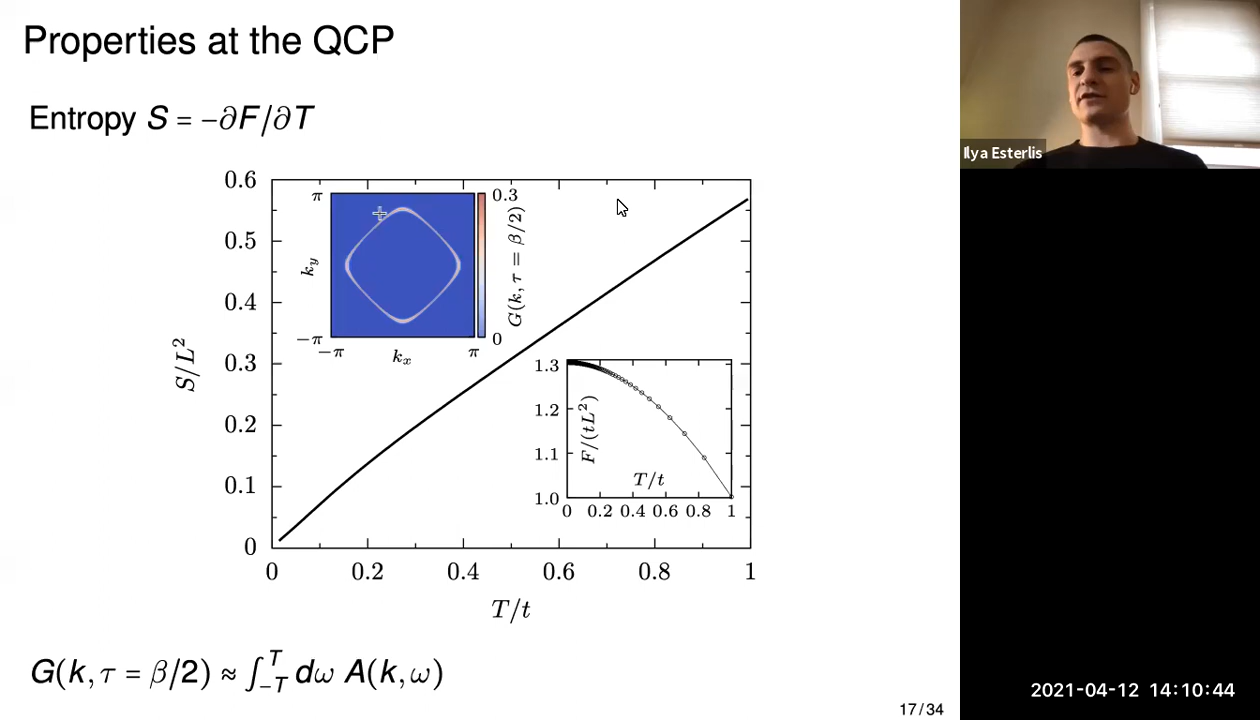 Properties at the QCP
Entropy S = −∂F/∂T
Ilya Esterlis
0.6
0.5
0.4
0.3
0.2
0.1
0
S/L²
0
0.2
0.4
0.6
0.8
1
T/t
π
k_y
−π
−π
k_x
π
0.3
0
G(k, τ = β/2)
1.3
1.2
1.1
1.0
F/(tL²)
T/t
0 0.2 0.4 0.6 0.8 1
G(k, τ = β/2) ≈ ∫_{−T}^{T} dω A(k, ω)
17/34
2021-04-12 14:10:44